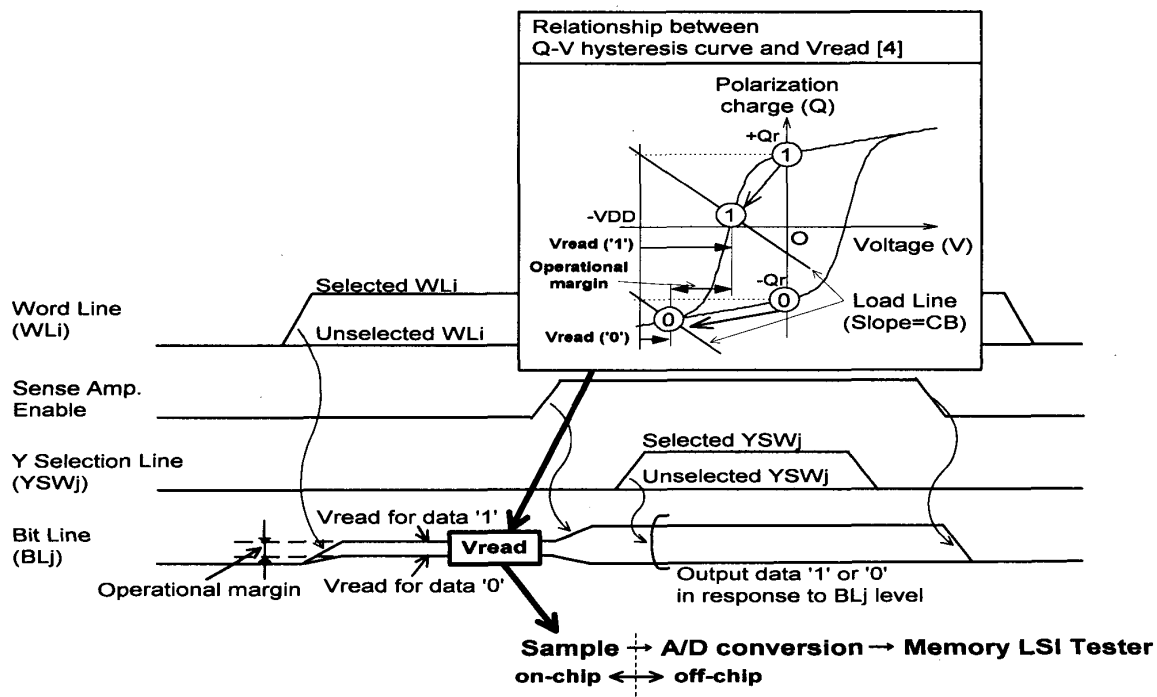 Relationship between
Q-V hysteresis curve and Vread [4]
Polarization
charge (Q)
+Qr
1
1
-VDD
O
Voltage (V)
Vread ('1')
Operational
margin
-Qr
0
0
Load Line
(Slope=CB)
Vread ('0')
Word Line
(WLi)
Selected WLi
Unselected WLi
Sense Amp.
Enable
Y Selection Line
(YSWj)
Selected YSWj
Unselected YSWj
Bit Line
(BLj)
Vread for data '1'
Vread
Operational margin
Vread for data '0'
Output data '1' or '0'
in response to BLj level
Sample → A/D conversion → Memory LSI Tester
on-chip ↔ off-chip